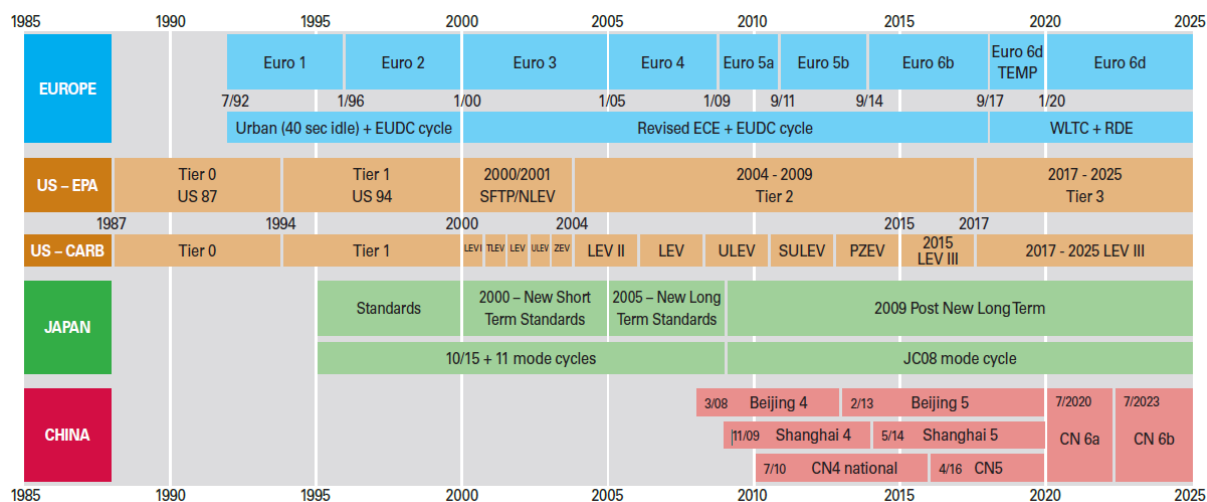 1985 1990 1995 2000 2005 2010 2015 2020 2025
EUROPE
Euro 1 Euro 2 Euro 3 Euro 4 Euro 5a Euro 5b Euro 6b Euro 6d Euro 6d
TEMP
7/92 1/96 1/00 1/05 1/09 9/11 9/14 9/17 1/20
Urban (40 sec idle) + EUDC cycle Revised ECE + EUDC cycle WLTC + RDE
US – EPA
Tier 0 Tier 1 2000/2001 2004 - 2009 2017 - 2025
US 87 US 94 SFTP/NLEV Tier 2 Tier 3
1987 1994 2000 2004 2015 2017
US – CARB Tier 0 Tier 1 LEV I TLEV LEV ULEV ZEV LEV II LEV ULEV SULEV PZEV 2015 2017 - 2025 LEV III
LEV III
JAPAN
Standards 2000 – New Short 2005 – New Long 2009 Post New Long Term
Term Standards Term Standards
10/15 + 11 mode cycles JC08 mode cycle
CHINA
3/08 Beijing 4 2/13 Beijing 5 7/2020 7/2023
11/09 Shanghai 4 5/14 Shanghai 5 CN 6a CN 6b
7/10 CN4 national 4/16 CN5
1985 1990 1995 2000 2005 2010 2015 2020 2025